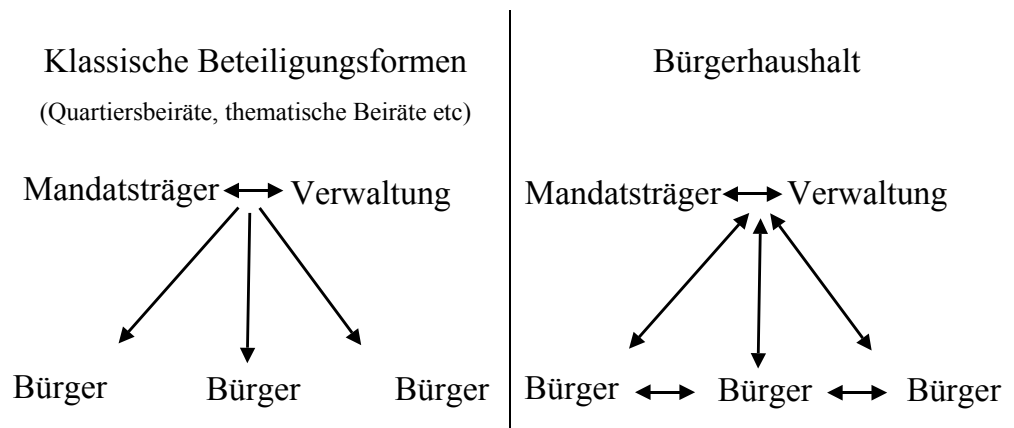 Klassische Beteiligungsformen
(Quartiersbeiräte, thematische Beiräte etc)
Mandatsträger Verwaltung
Bürger Bürger Bürger
Bürgerhaushalt
Mandatsträger Verwaltung
Bürger Bürger Bürger